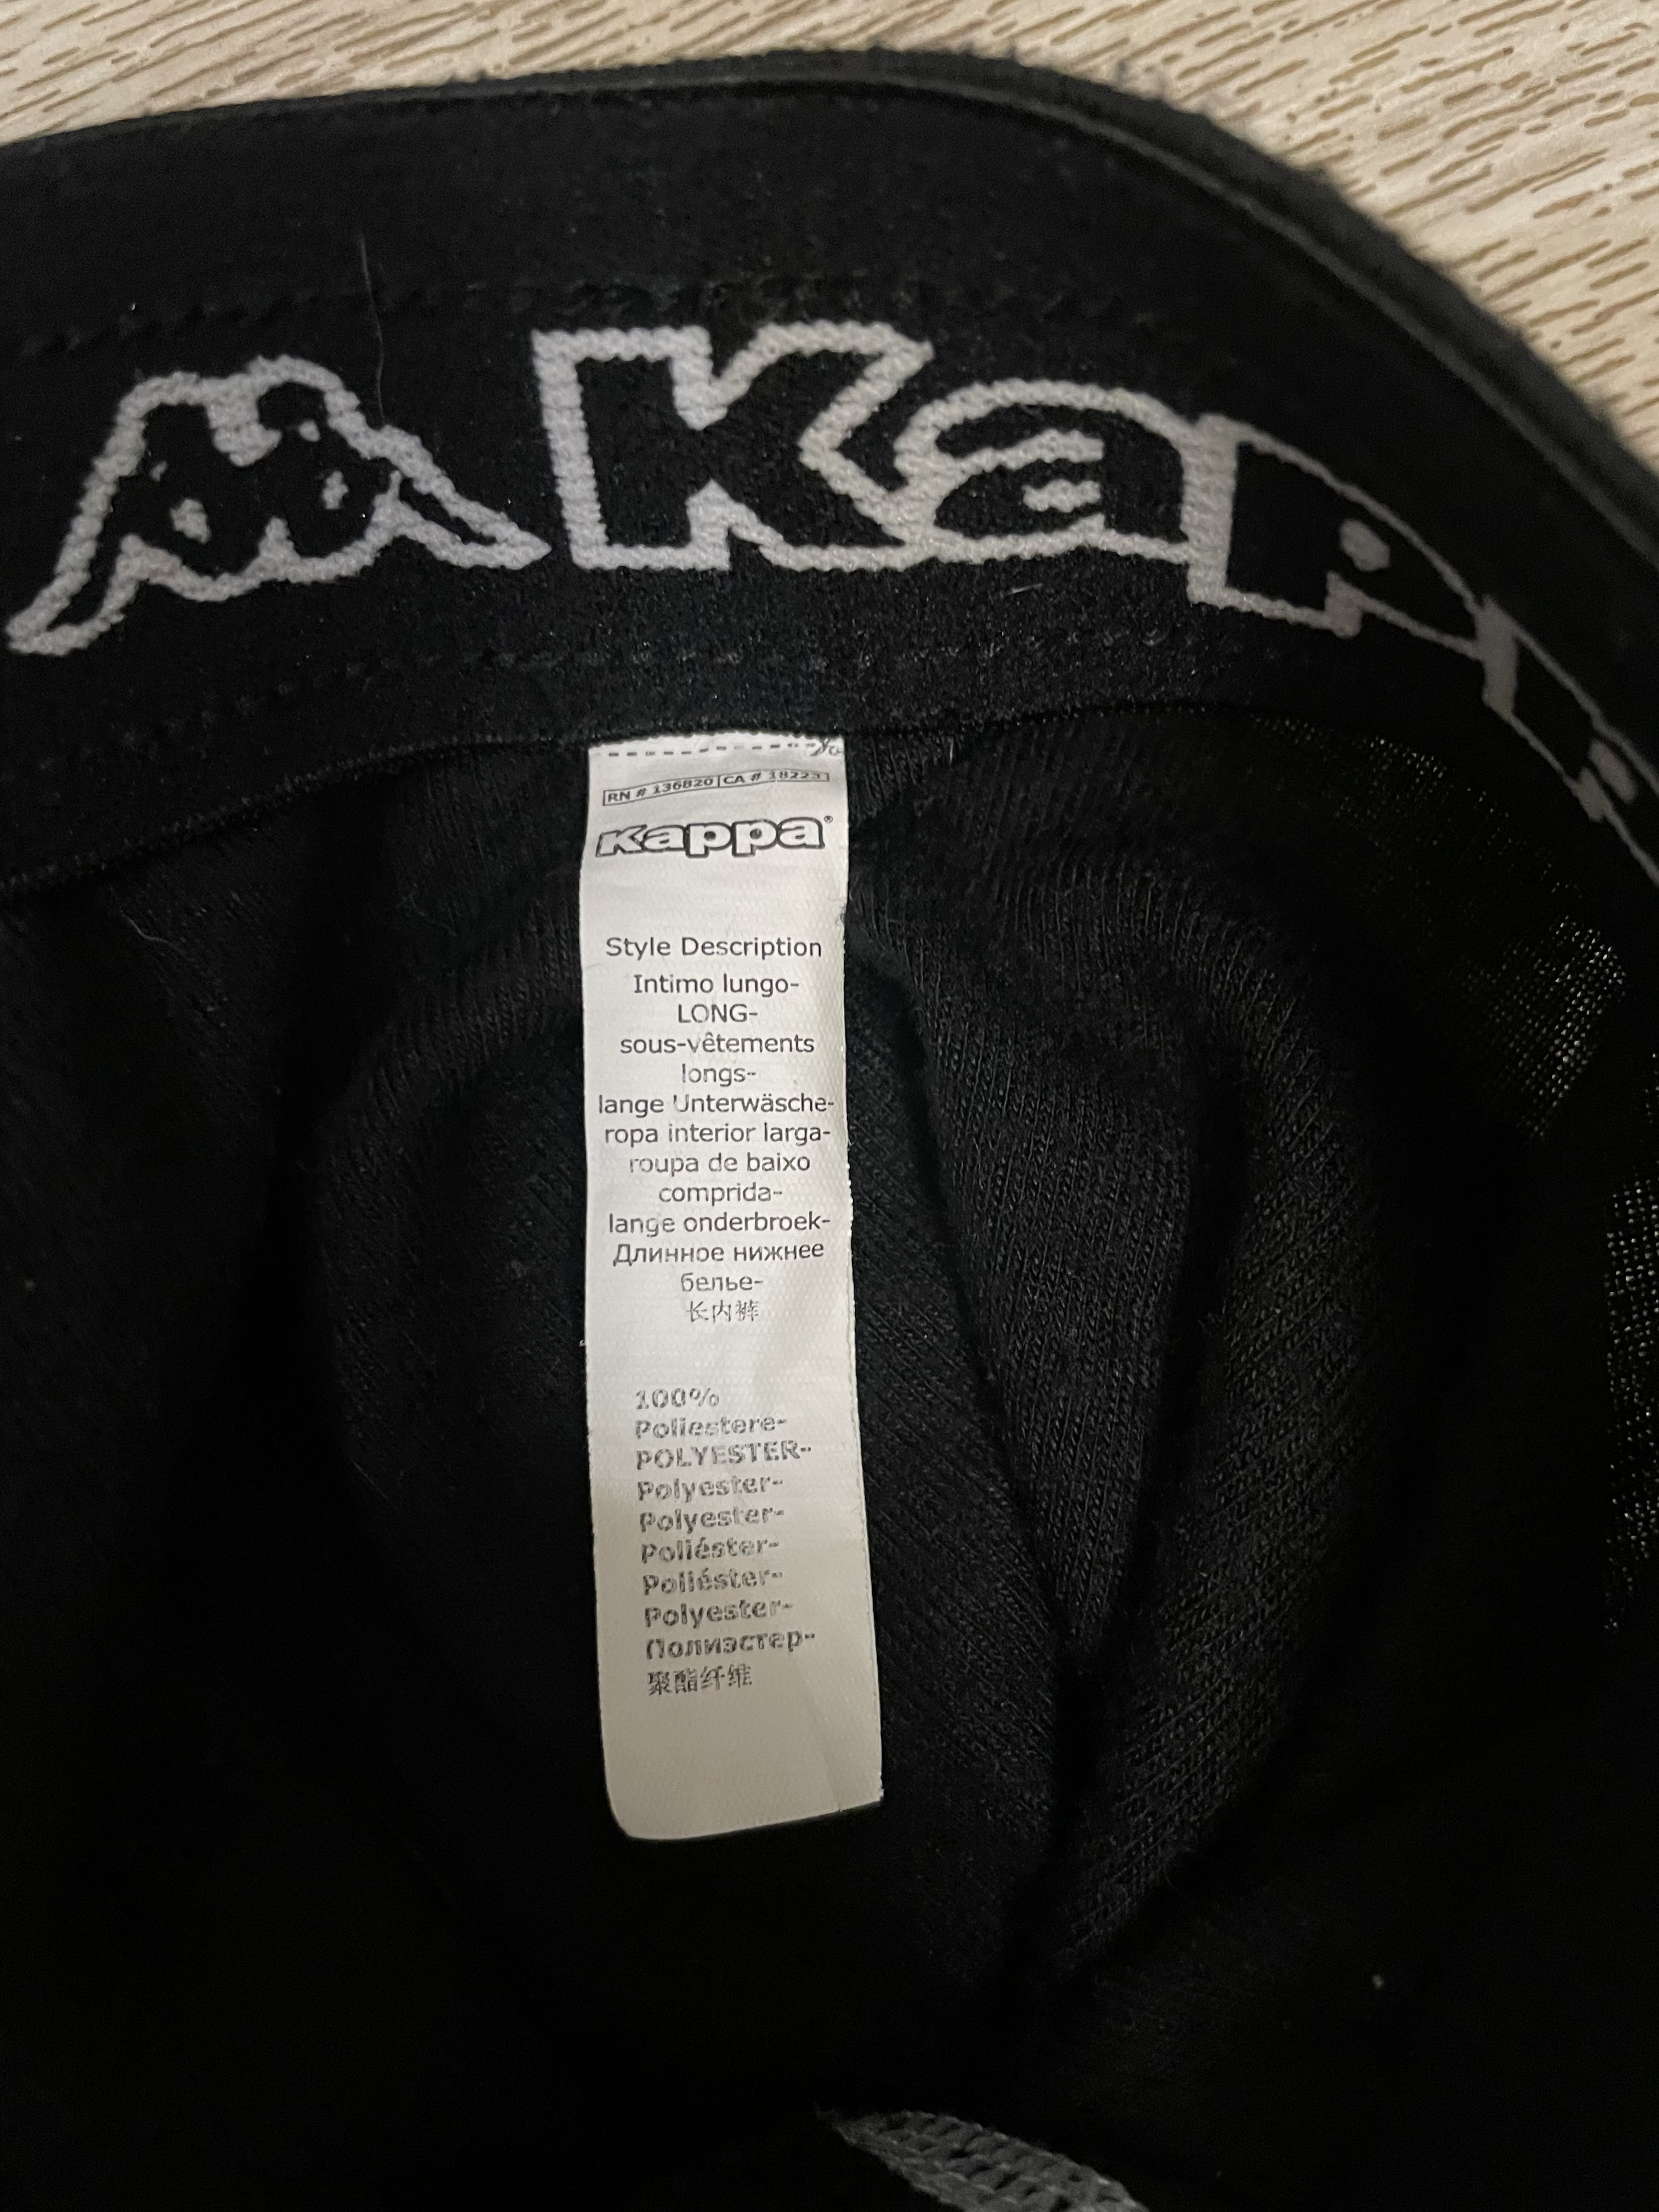 Kap
RN # 136820 CA # 18223
Kappa®
Style Description
Intimo lungo-
LONG-
sous-vêtements
longs-
lange Unterwäsche-
ropa interior larga-
roupa de baixo
comprida-
lange onderbroek-
Длинное нижнее
белье-
长内裤
100%
Poliestere-
POLYESTER-
Polyester-
Polyester-
Poliéster-
Poliéster-
Polyester-
Полиэстер-
聚酯纤维